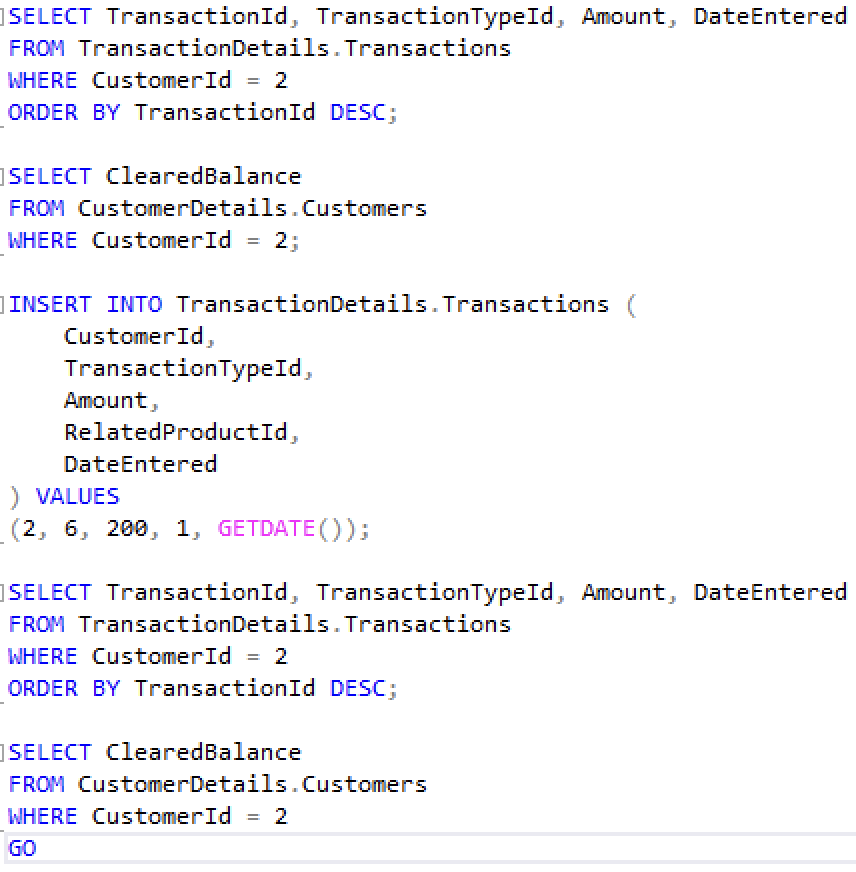 SELECT TransactionId, TransactionTypeId, Amount, DateEntered
FROM TransactionDetails.Transactions
WHERE CustomerId = 2
ORDER BY TransactionId DESC;
SELECT ClearedBalance
FROM CustomerDetails.Customers
WHERE CustomerId = 2;
INSERT INTO TransactionDetails.Transactions (
CustomerId,
TransactionTypeId,
Amount,
RelatedProductId,
DateEntered
) VALUES
(2, 6, 200, 1, GETDATE());
SELECT TransactionId, TransactionTypeId, Amount, DateEntered
FROM TransactionDetails.Transactions
WHERE CustomerId = 2
ORDER BY TransactionId DESC;
SELECT ClearedBalance
FROM CustomerDetails.Customers
WHERE CustomerId = 2
GO